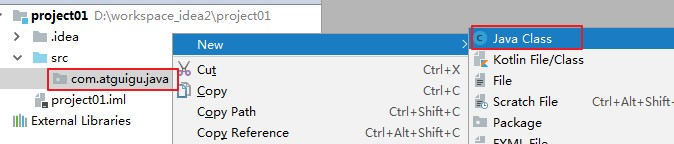 project01 D:\workspace_idea2\project01
.idea
src
com.atguigu.java
project01.iml
External Libraries
New
Cut Ctrl+X
Copy Ctrl+C
Copy Path Ctrl+Shift+C
Copy Reference Ctrl+Alt+Shift+C
Java Class
Kotlin File/Class
File
Scratch File Ctrl+Alt+Shift+
Package
FXML File